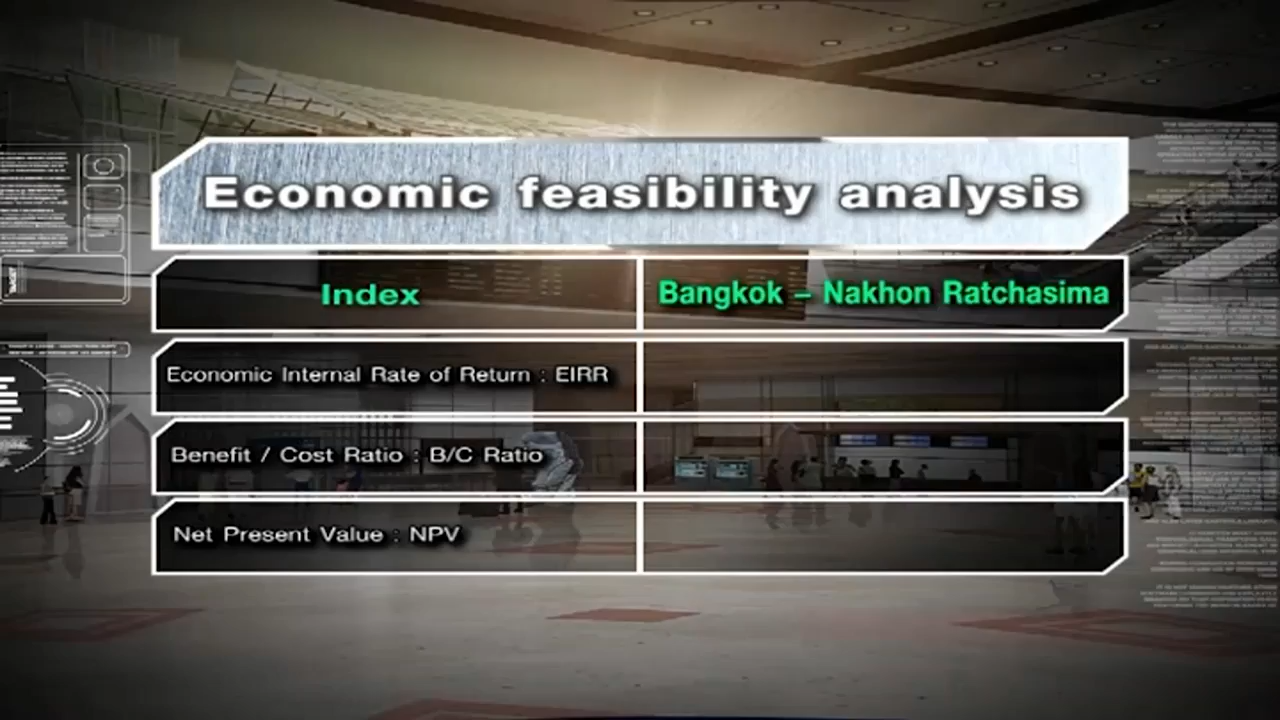 Economic feasibility analysis
Index
Bangkok – Nakhon Ratchasima
Economic Internal Rate of Return : EIRR
Benefit / Cost Ratio : B/C Ratio
Net Present Value : NPV